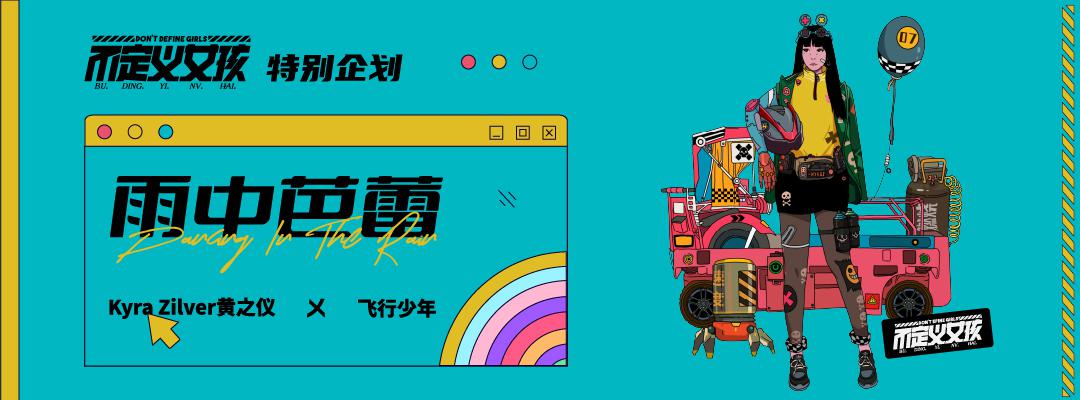 DON'T DEFINE GIRLS
不定义女孩
BU. DING. YI. NV. HAI.
特别企划
雨中芭蕾
Dancing In The Rain
Kyra Zilver黄之仪 X 飞行少年
07
DON'T DEFINE GIRLS
不定义女孩
BU. DING. YI. NV. HAI.